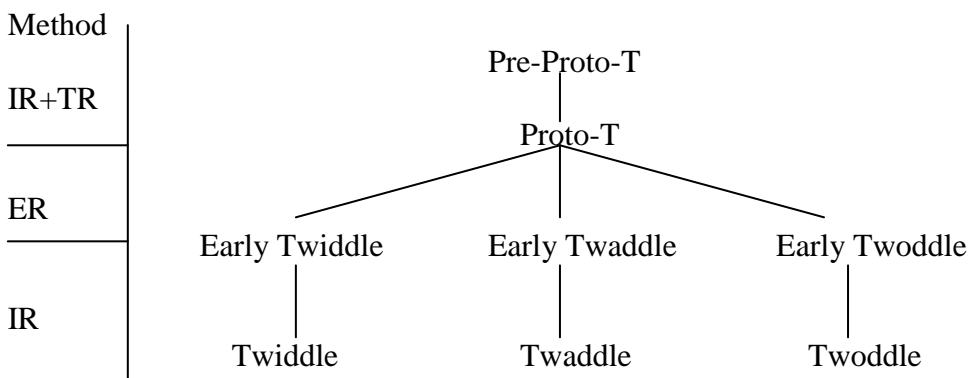 Method
Pre-Proto-T
IR+TR
Proto-T
ER
Early Twiddle Early Twaddle Early Twoddle
IR
Twiddle Twaddle Twoddle